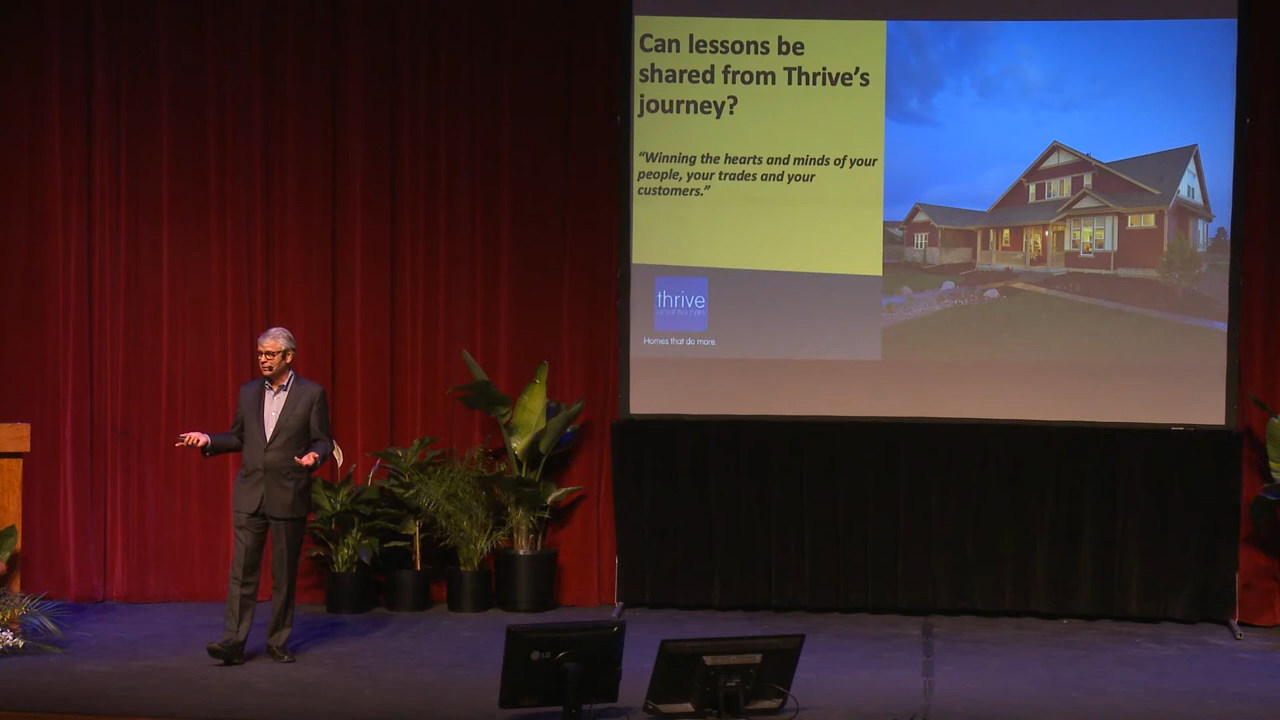 Can lessons be
shared from Thrive’s
journey?
“Winning the hearts and minds of your
people, your trades and your
customers.”
thrive
Homes that do more.
LG